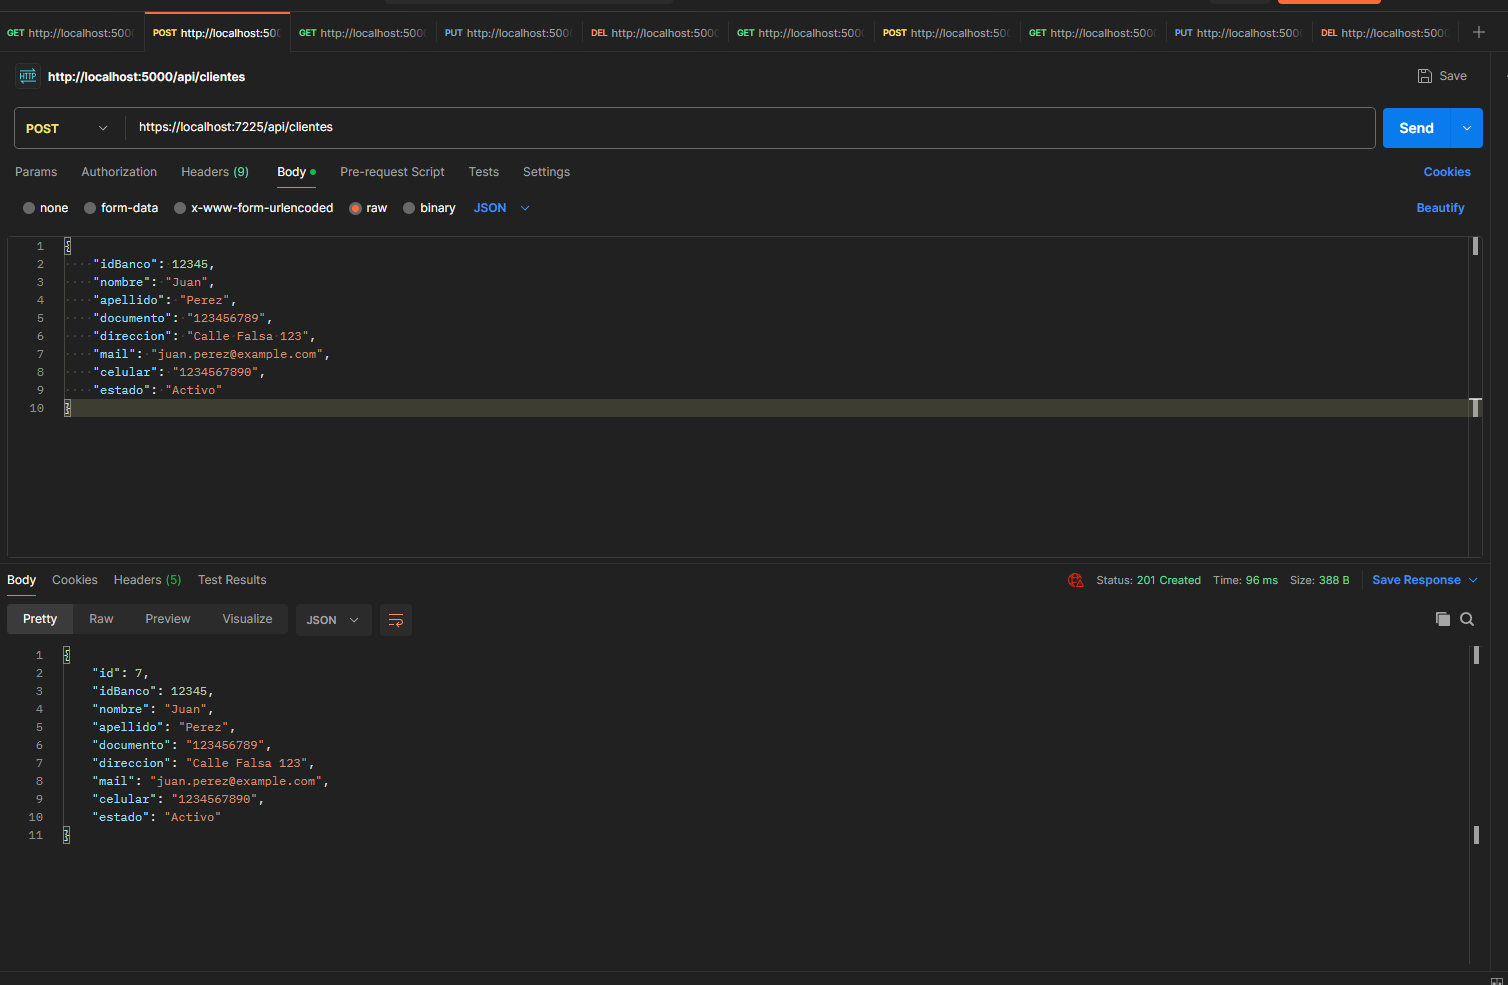 GET http://localhost:500 POST http://localhost:50 GET http://localhost:500 PUT http://localhost:500 DEL http://localhost:500 GET http://localhost:500 POST http://localhost:500 GET http://localhost:500 PUT http://localhost:500 DEL http://localhost:500
HTTP http://localhost:5000/api/clientes Save
POST https://localhost:7225/api/clientes Send
Params Authorization Headers (9) Body Pre-request Script Tests Settings Cookies
none form-data x-www-form-urlencoded raw binary JSON Beautify
1 {
2 "idBanco": 12345,
3 "nombre": "Juan",
4 "apellido": "Perez",
5 "documento": "123456789",
6 "direccion": "Calle Falsa 123",
7 "mail": "juan.perez@example.com",
8 "celular": "1234567890",
9 "estado": "Activo"
10 }
Body Cookies Headers (5) Test Results Status: 201 Created Time: 96 ms Size: 388 B Save Response
Pretty Raw Preview Visualize JSON
1 {
2 "id": 7,
3 "idBanco": 12345,
4 "nombre": "Juan",
5 "apellido": "Perez",
6 "documento": "123456789",
7 "direccion": "Calle Falsa 123",
8 "mail": "juan.perez@example.com",
9 "celular": "1234567890",
10 "estado": "Activo"
11 }